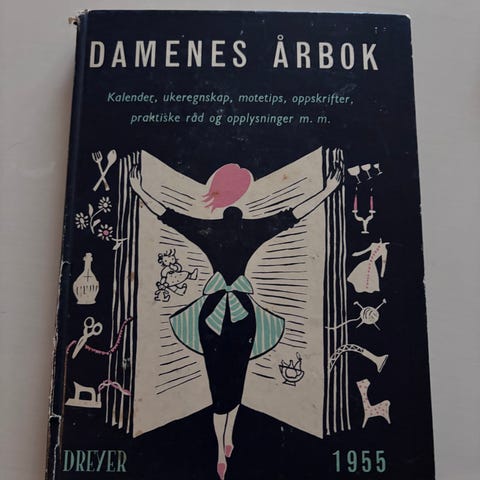 DAMENES ÅRBOK
Kalender, ukeregnskap, motetips, oppskrifter,
praktiske råd og opplysninger m. m.
DREYER 1955